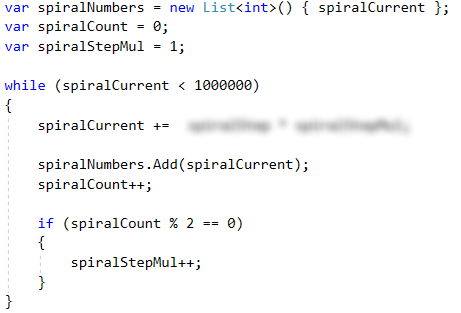 var spiralNumbers = new List<int>() { spiralCurrent };
var spiralCount = 0;
var spiralStepMul = 1;
while (spiralCurrent < 1000000)
{
spiralCurrent +=
spiralNumbers.Add(spiralCurrent);
spiralCount++;
if (spiralCount % 2 == 0)
{
spiralStepMul++;
}
}